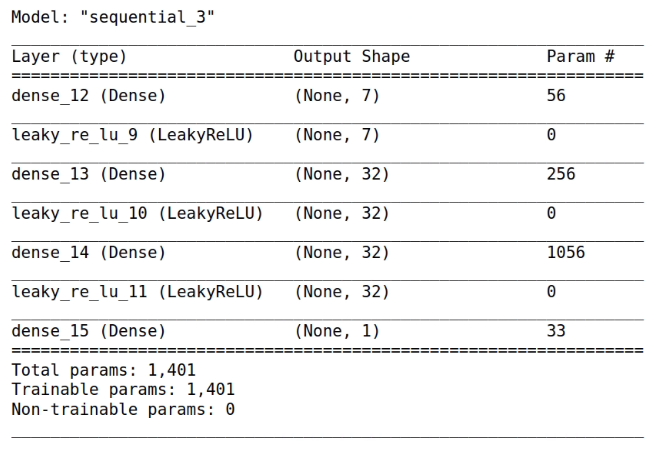 Model: "sequential_3"
Layer (type) Output Shape Param #
dense_12 (Dense) (None, 7) 56
leaky_re_lu_9 (LeakyReLU) (None, 7) 0
dense_13 (Dense) (None, 32) 256
leaky_re_lu_10 (LeakyReLU) (None, 32) 0
dense_14 (Dense) (None, 32) 1056
leaky_re_lu_11 (LeakyReLU) (None, 32) 0
dense_15 (Dense) (None, 1) 33
Total params: 1,401
Trainable params: 1,401
Non-trainable params: 0